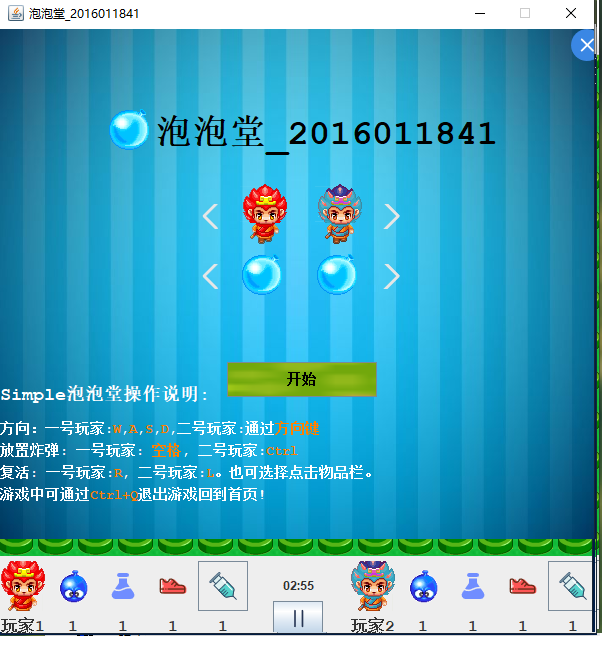 泡泡堂_2016011841
泡泡堂_2016011841
开始
Simple泡泡堂操作说明:
方向: 一号玩家:W,A,S,D,二号玩家:通过方向键
放置炸弹: 一号玩家: 空格, 二号玩家:Ctrl
复活: 一号玩家:R, 二号玩家:L。也可选择点击物品栏。
游戏中可通过Ctrl+Q退出游戏回到首页!
02:55
玩家1 1 1 1 1 玩家2 1 1 1 1